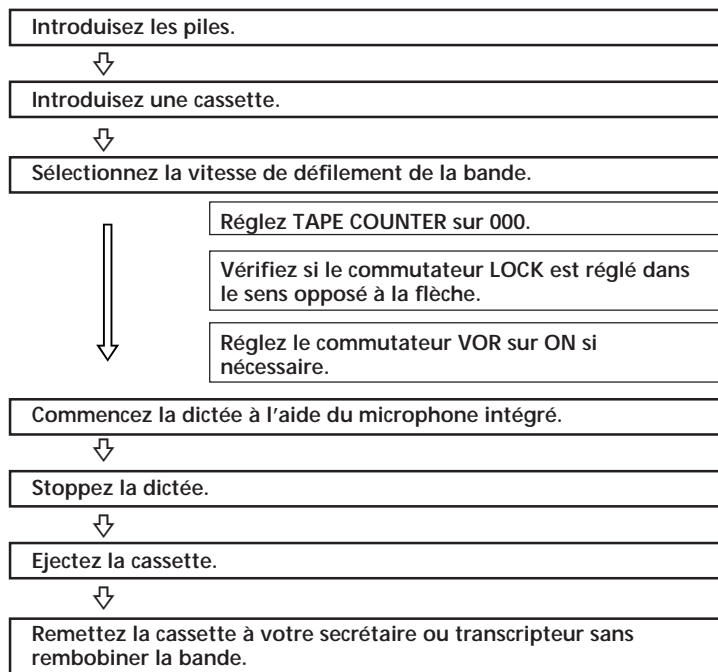 Introduisez les piles.
Introduisez une cassette.
Sélectionnez la vitesse de défilement de la bande.
Réglez TAPE COUNTER sur 000.
Vérifiez si le commutateur LOCK est réglé dans
le sens opposé à la flèche.
Réglez le commutateur VOR sur ON si
nécessaire.
Commencez la dictée à l'aide du microphone intégré.
Stoppez la dictée.
Ejectez la cassette.
Remettez la cassette à votre secrétaire ou transcripteur sans
rembobiner la bande.